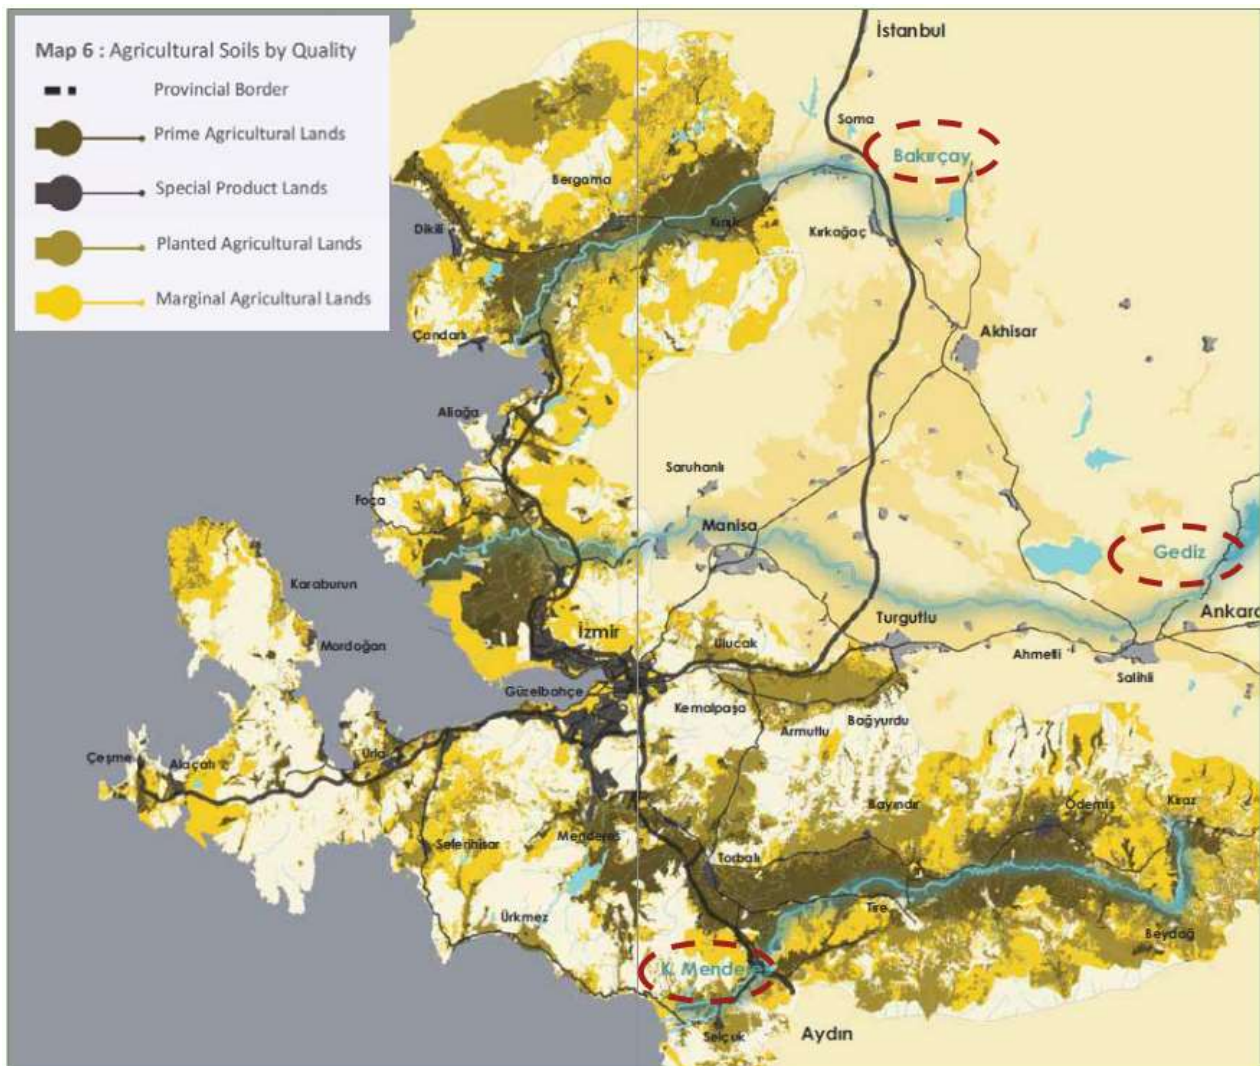 Map 6 : Agricultural Soils by Quality
Provincial Border
Prime Agricultural Lands
Special Product Lands
Planted Agricultural Lands
Marginal Agricultural Lands
İstanbul
Soma
Bakırçay
Bergama
Dikili
Kınık
Kırkağaç
Çandarlı
Akhisar
Aliağa
Saruhanlı
Foça
Manisa
Gediz
Karaburun
Ankara
Mordoğan
İzmir
Ulucak
Turgutlu
Ahmetli
Salihli
Güzelbahçe
Kemalpaşa
Bağyurdu
Armutlu
Çeşme
Alaçatı
Urla
Bayındır
Ödemiş
Kiraz
Seferihisar
Menderes
Torbalı
Ürkmez
Tire
Beydağ
K. Menderes
Selçuk
Aydın